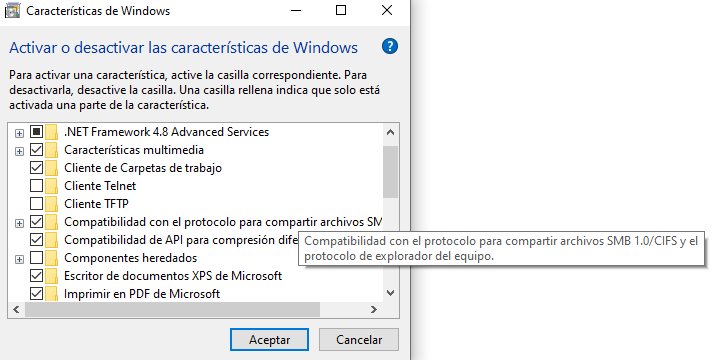 Características de Windows
Activar o desactivar las características de Windows
?
Para activar una característica, active la casilla correspondiente. Para
desactivarla, desactive la casilla. Una casilla rellena indica que solo está
activada una parte de la característica.
.NET Framework 4.8 Advanced Services
Características multimedia
Cliente de Carpetas de trabajo
Cliente Telnet
Cliente TFTP
Compatibilidad con el protocolo para compartir archivos SM
Compatibilidad de API para compresión dife
Compatibilidad con el protocolo para compartir archivos SMB 1.0/CIFS y el
protocolo de explorador del equipo.
Componentes heredados
Escritor de documentos XPS de Microsoft
Imprimir en PDF de Microsoft
Aceptar Cancelar